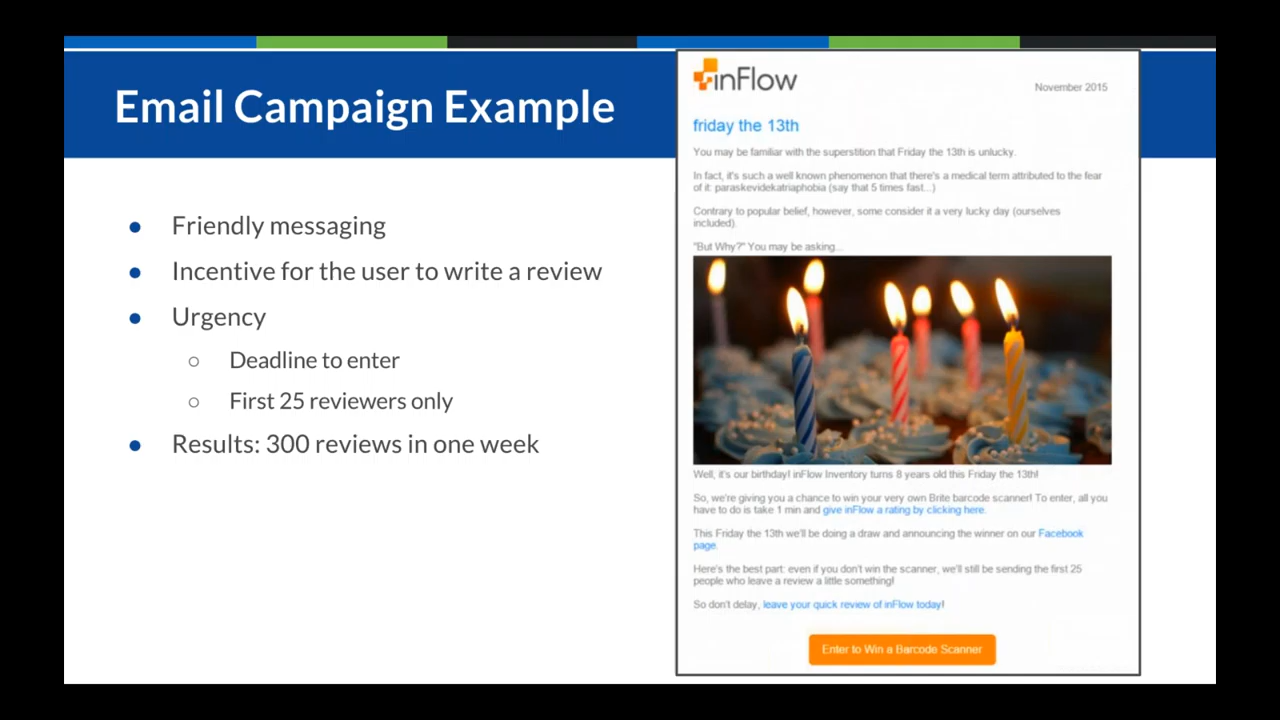 Email Campaign Example
● Friendly messaging
● Incentive for the user to write a review
● Urgency
○ Deadline to enter
○ First 25 reviewers only
● Results: 300 reviews in one week
inFlow
November 2015
friday the 13th
You may be familiar with the superstition that Friday the 13th is unlucky.
In fact, it's such a well known phenomenon that there's a medical term attributed to the fear
of it: paraskevidekatriaphobia (say that 5 times fast...)
Contrary to popular belief, however, some consider it a very lucky day (ourselves
included).
"But Why?" You may be asking...
Well, it's our birthday! inFlow Inventory turns 8 years old this Friday the 13th!
So, we're giving you a chance to win your very own Brite barcode scanner! To enter, all you
have to do is take 1 min and give inFlow a rating by clicking here.
This Friday the 13th we'll be doing a draw and announcing the winner on our Facebook
page.
Here's the best part: even if you don't win the scanner, we'll still be sending the first 25
people who leave a review a little something!
So don't delay, leave your quick review of inFlow today!
Enter to Win a Barcode Scanner